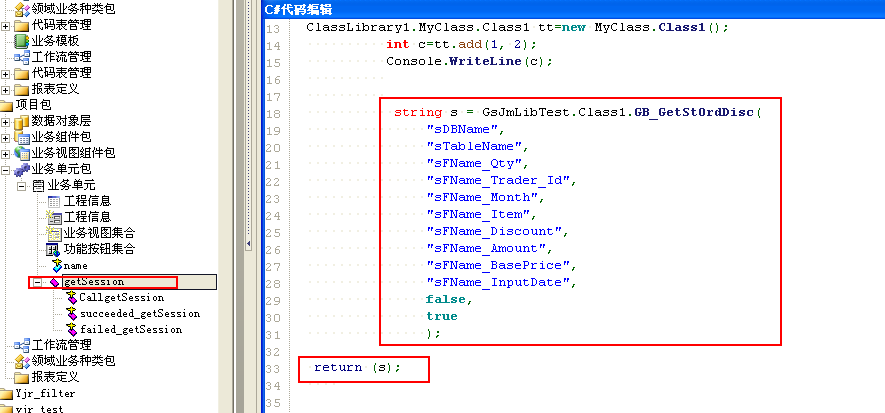 领域业务种类包
代码表管理
业务模板
工作流管理
代码表管理
报表定义
项目包
数据对象层
业务组件包
业务视图组件包
业务单元包
业务单元
工程信息
工程信息
业务视图集合
功能按钮集合
name
getSession
CallgetSession
succeeded_getSession
failed_getSession
工作流管理
领域业务种类包
报表定义
Yjr_filter
yjr_test
C#代码编辑
13 ClassLibrary1.MyClass.Class1 tt=new MyClass.Class1();
14 int c=tt.add(1, 2);
15 Console.WriteLine(c);
16
17
18 string s = GsJmLibTest.Class1.GB_GetStOrdDisc(
19 "sDBName",
20 "sTableName",
21 "sFName_Qty",
22 "sFName_Trader_Id",
23 "sFName_Month",
24 "sFName_Item",
25 "sFName_Discount",
26 "sFName_Amount",
27 "sFName_BasePrice",
28 "sFName_InputDate",
29 false,
30 true
31 );
32
33 return (s);
34
35